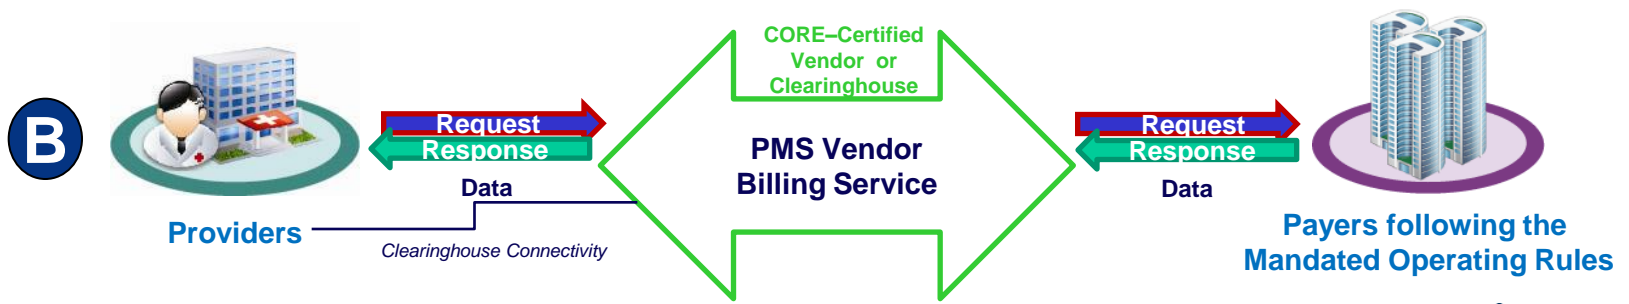 B
Request
Response
Data
Providers
Clearinghouse Connectivity
CORE–Certified
Vendor or
Clearinghouse
PMS Vendor
Billing Service
Request
Response
Data
Payers following the
Mandated Operating Rules